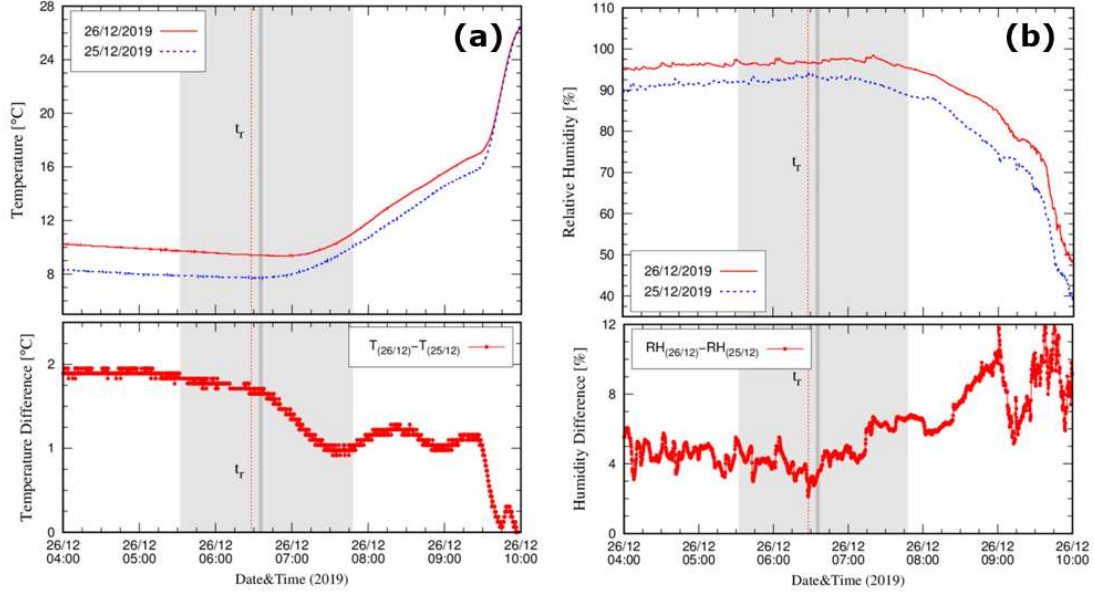 (a)
26/12/2019
25/12/2019
Temperature [°C]
28
24
20
16
12
8
tr
Temperature Difference [°C]
2
1
0
T(26/12)−T(25/12)
tr
26/12 26/12 26/12 26/12 26/12 26/12 26/12
04:00 05:00 06:00 07:00 08:00 09:00 10:00
Date&Time (2019)
(b)
Relative Humidity [%]
110
100
90
80
70
60
50
40
tr
26/12/2019
25/12/2019
Humidity Difference [%]
12
8
4
0
RH(26/12)−RH(25/12)
tr
26/12 26/12 26/12 26/12 26/12 26/12 26/12
04:00 05:00 06:00 07:00 08:00 09:00 10:00
Date&Time (2019)